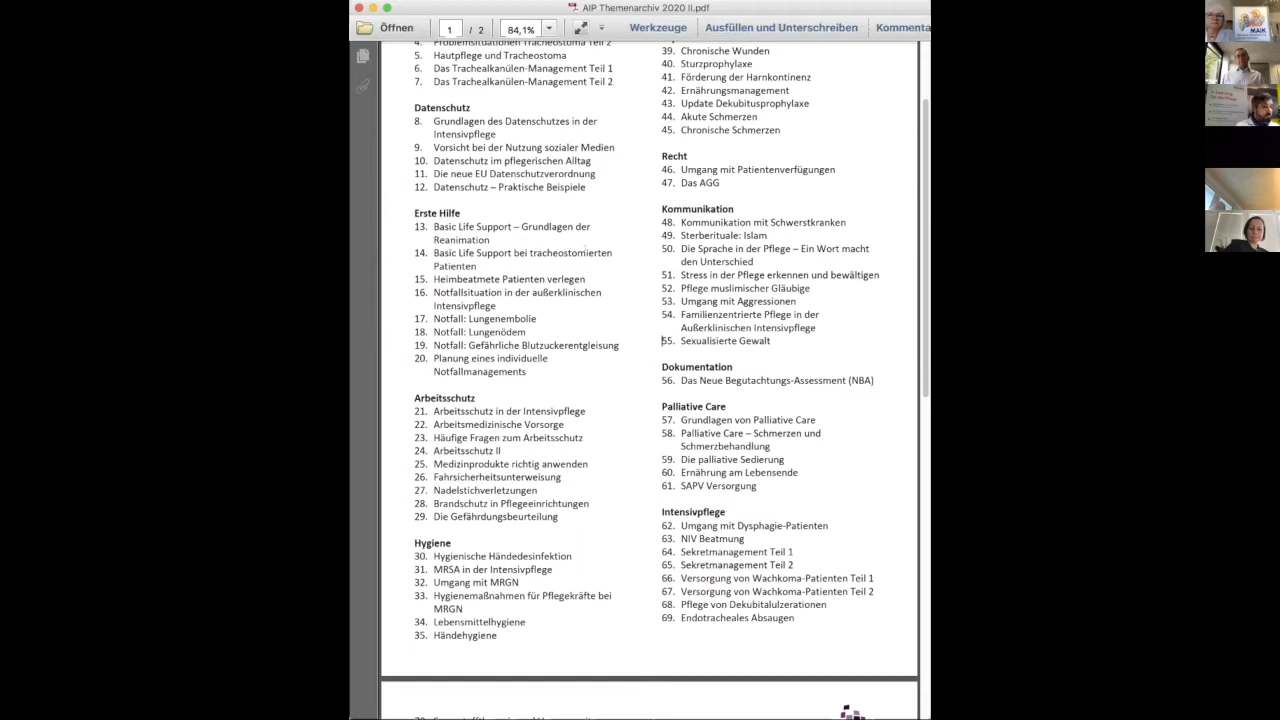 AIP Themenarchiv 2020 II.pdf
Öffnen
1 / 2
84,1%
Werkzeuge
Ausfüllen und Unterschreiben
Kommenta
4. Problemsituationen Tracheostoma Teil 2
5. Hautpflege und Tracheostoma
6. Das Trachealkanülen-Management Teil 1
7. Das Trachealkanülen-Management Teil 2
Datenschutz
8. Grundlagen des Datenschutzes in der
Intensivpflege
9. Vorsicht bei der Nutzung sozialer Medien
10. Datenschutz im pflegerischen Alltag
11. Die neue EU Datenschutzverordnung
12. Datenschutz – Praktische Beispiele
Erste Hilfe
13. Basic Life Support – Grundlagen der
Reanimation
14. Basic Life Support bei tracheostomierten
Patienten
15. Heimbeatmete Patienten verlegen
16. Notfallsituation in der außerklinischen
Intensivpflege
17. Notfall: Lungenembolie
18. Notfall: Lungenödem
19. Notfall: Gefährliche Blutzuckerentgleisung
20. Planung eines individuelle
Notfallmanagements
Arbeitsschutz
21. Arbeitsschutz in der Intensivpflege
22. Arbeitsmedizinische Vorsorge
23. Häufige Fragen zum Arbeitsschutz
24. Arbeitsschutz II
25. Medizinprodukte richtig anwenden
26. Fahrsicherheitsunterweisung
27. Nadelstichverletzungen
28. Brandschutz in Pflegeeinrichtungen
29. Die Gefährdungsbeurteilung
Hygiene
30. Hygienische Händedesinfektion
31. MRSA in der Intensivpflege
32. Umgang mit MRGN
33. Hygienemaßnahmen für Pflegekräfte bei
MRGN
34. Lebensmittelhygiene
35. Händehygiene
39. Chronische Wunden
40. Sturzprophylaxe
41. Förderung der Harnkontinenz
42. Ernährungsmanagement
43. Update Dekubitusprophylaxe
44. Akute Schmerzen
45. Chronische Schmerzen
Recht
46. Umgang mit Patientenverfügungen
47. Das AGG
Kommunikation
48. Kommunikation mit Schwerstkranken
49. Sterberituale: Islam
50. Die Sprache in der Pflege – Ein Wort macht
den Unterschied
51. Stress in der Pflege erkennen und bewältigen
52. Pflege muslimischer Gläubige
53. Umgang mit Aggressionen
54. Familienzentrierte Pflege in der
Außerklinischen Intensivpflege
55. Sexualisierte Gewalt
Dokumentation
56. Das Neue Begutachtungs-Assessment (NBA)
Palliative Care
57. Grundlagen von Palliative Care
58. Palliative Care – Schmerzen und
Schmerzbehandlung
59. Die palliative Sedierung
60. Ernährung am Lebensende
61. SAPV Versorgung
Intensivpflege
62. Umgang mit Dysphagie-Patienten
63. NIV Beatmung
64. Sekretmanagement Teil 1
65. Sekretmanagement Teil 2
66. Versorgung von Wachkoma-Patienten Teil 1
67. Versorgung von Wachkoma-Patienten Teil 2
68. Pflege von Dekubitalulzerationen
69. Endotracheales Absaugen
MAIK